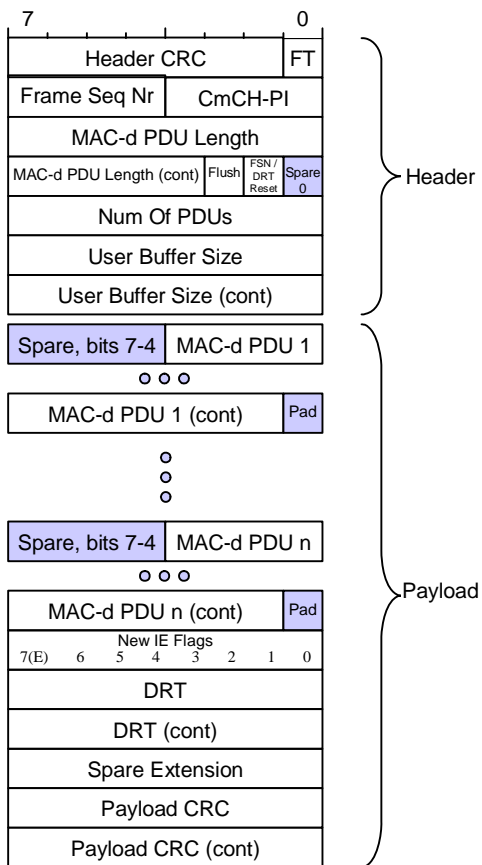 7 0
Header CRC FT
Frame Seq Nr CmCH-PI
MAC-d PDU Length
MAC-d PDU Length (cont) Flush FSN / DRT Reset Spare 0
Num Of PDUs
User Buffer Size
User Buffer Size (cont)
Header
Spare, bits 7-4 MAC-d PDU 1
MAC-d PDU 1 (cont) Pad
Spare, bits 7-4 MAC-d PDU n
MAC-d PDU n (cont) Pad
Payload
New IE Flags
7(E) 6 5 4 3 2 1 0
DRT
DRT (cont)
Spare Extension
Payload CRC
Payload CRC (cont)